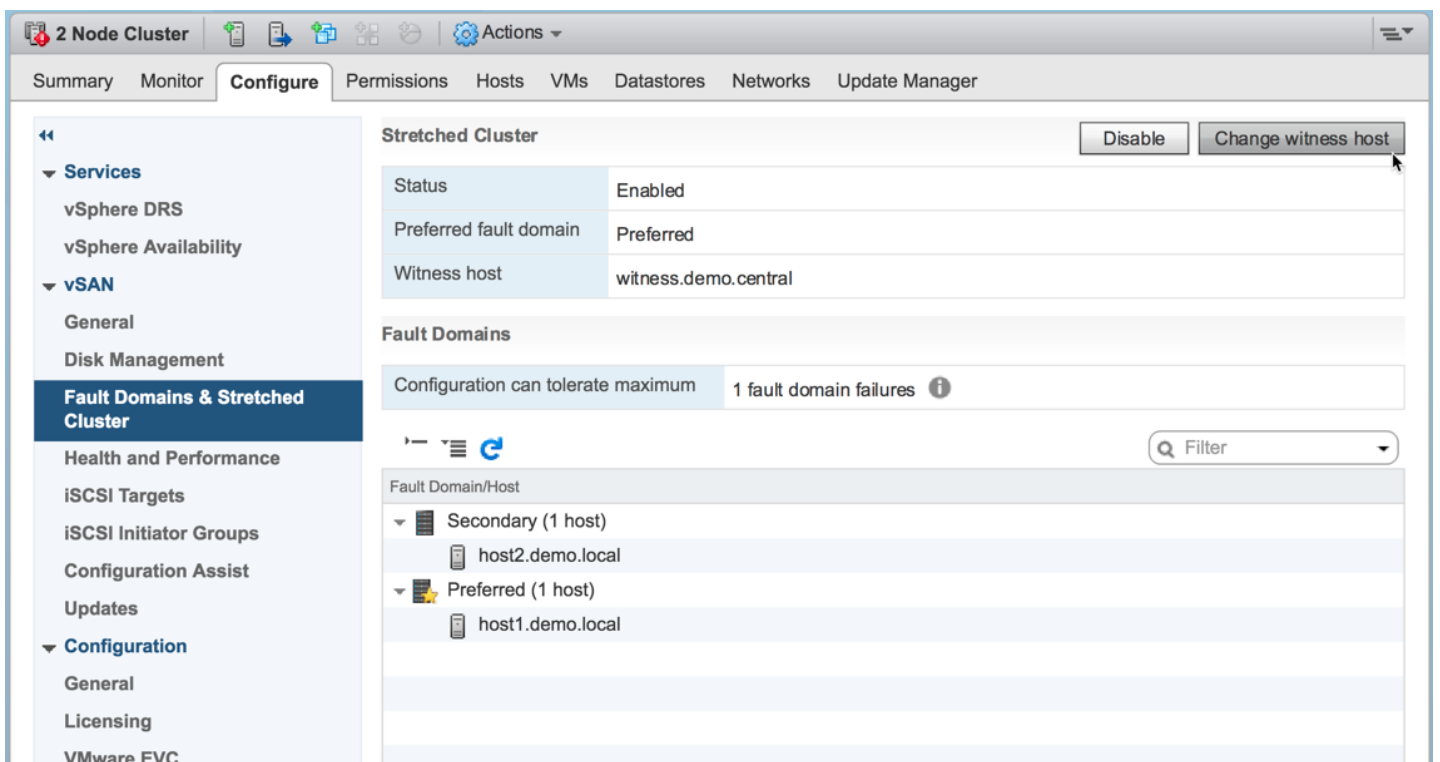 2 Node Cluster Actions
Summary Monitor Configure Permissions Hosts VMs Datastores Networks Update Manager
Services
vSphere DRS
vSphere Availability
vSAN
General
Disk Management
Fault Domains & Stretched
Cluster
Health and Performance
iSCSI Targets
iSCSI Initiator Groups
Configuration Assist
Updates
Configuration
General
Licensing
VMware EVC
Stretched Cluster Disable Change witness host
Status Enabled
Preferred fault domain Preferred
Witness host witness.demo.central
Fault Domains
Configuration can tolerate maximum 1 fault domain failures
Filter
Fault Domain/Host
Secondary (1 host)
host2.demo.local
Preferred (1 host)
host1.demo.local